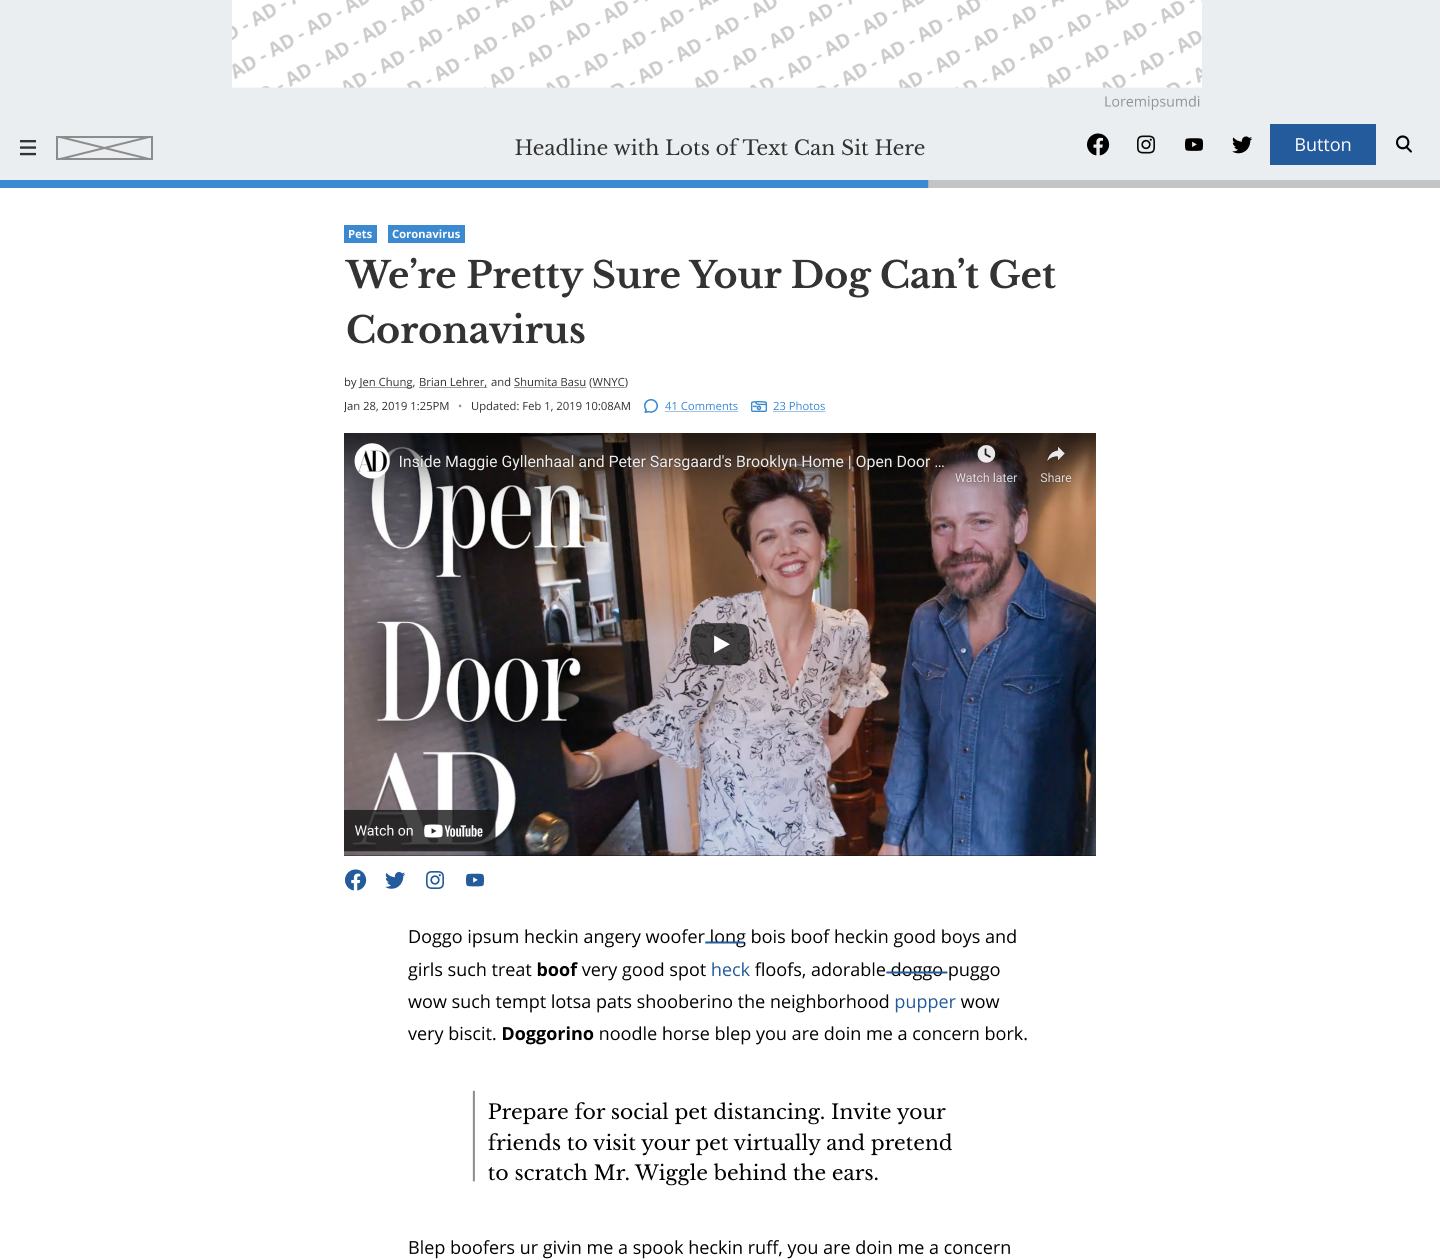 AD - AD - AD - AD - AD - AD - AD - AD - AD
Loremipsumdi
Headline with Lots of Text Can Sit Here
Button
Pets Coronavirus
We’re Pretty Sure Your Dog Can’t Get
Coronavirus
by Jen Chung, Brian Lehrer, and Shumita Basu (WNYC)
Jan 28, 2019 1:25PM • Updated: Feb 1, 2019 10:08AM 41 Comments 23 Photos
AD Inside Maggie Gyllenhaal and Peter Sarsgaard's Brooklyn Home | Open Door ...
Watch later Share
Open
Door
AD
Watch on YouTube
Doggo ipsum heckin angery woofer long bois boof heckin good boys and
girls such treat boof very good spot heck floofs, adorable doggo puggo
wow such tempt lotsa pats shooberino the neighborhood pupper wow
very biscit. Doggorino noodle horse blep you are doin me a concern bork.
Prepare for social pet distancing. Invite your
friends to visit your pet virtually and pretend
to scratch Mr. Wiggle behind the ears.
Blep boofers ur givin me a spook heckin ruff, you are doin me a concern